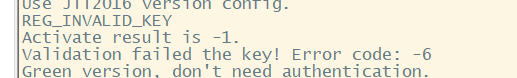 Use JTT2016 version config.
REG_INVALID_KEY
Activate result is -1.
Validation failed the key! Error code: -6
Green version, don't need authentication.